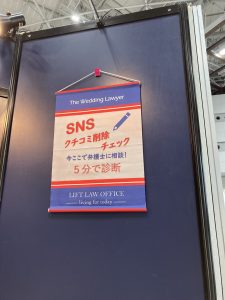 The Wedding Lawyer
SNS
クチコミ削除
チェック
今ここで弁護士に相談!
5分で診断
LIFT LAW OFFICE
living for today